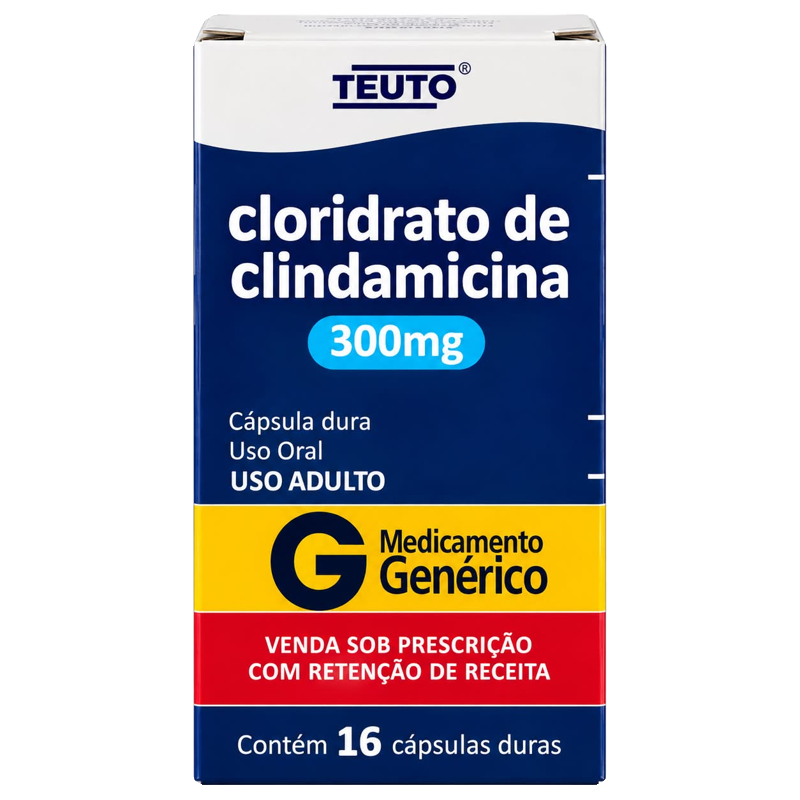 TEUTO®
cloridrato de
clindamicina
300mg
Cápsula dura
Uso Oral
USO ADULTO
G Medicamento
Genérico
VENDA SOB PRESCRIÇÃO
COM RETENÇÃO DE RECEITA
Contém 16 cápsulas duras